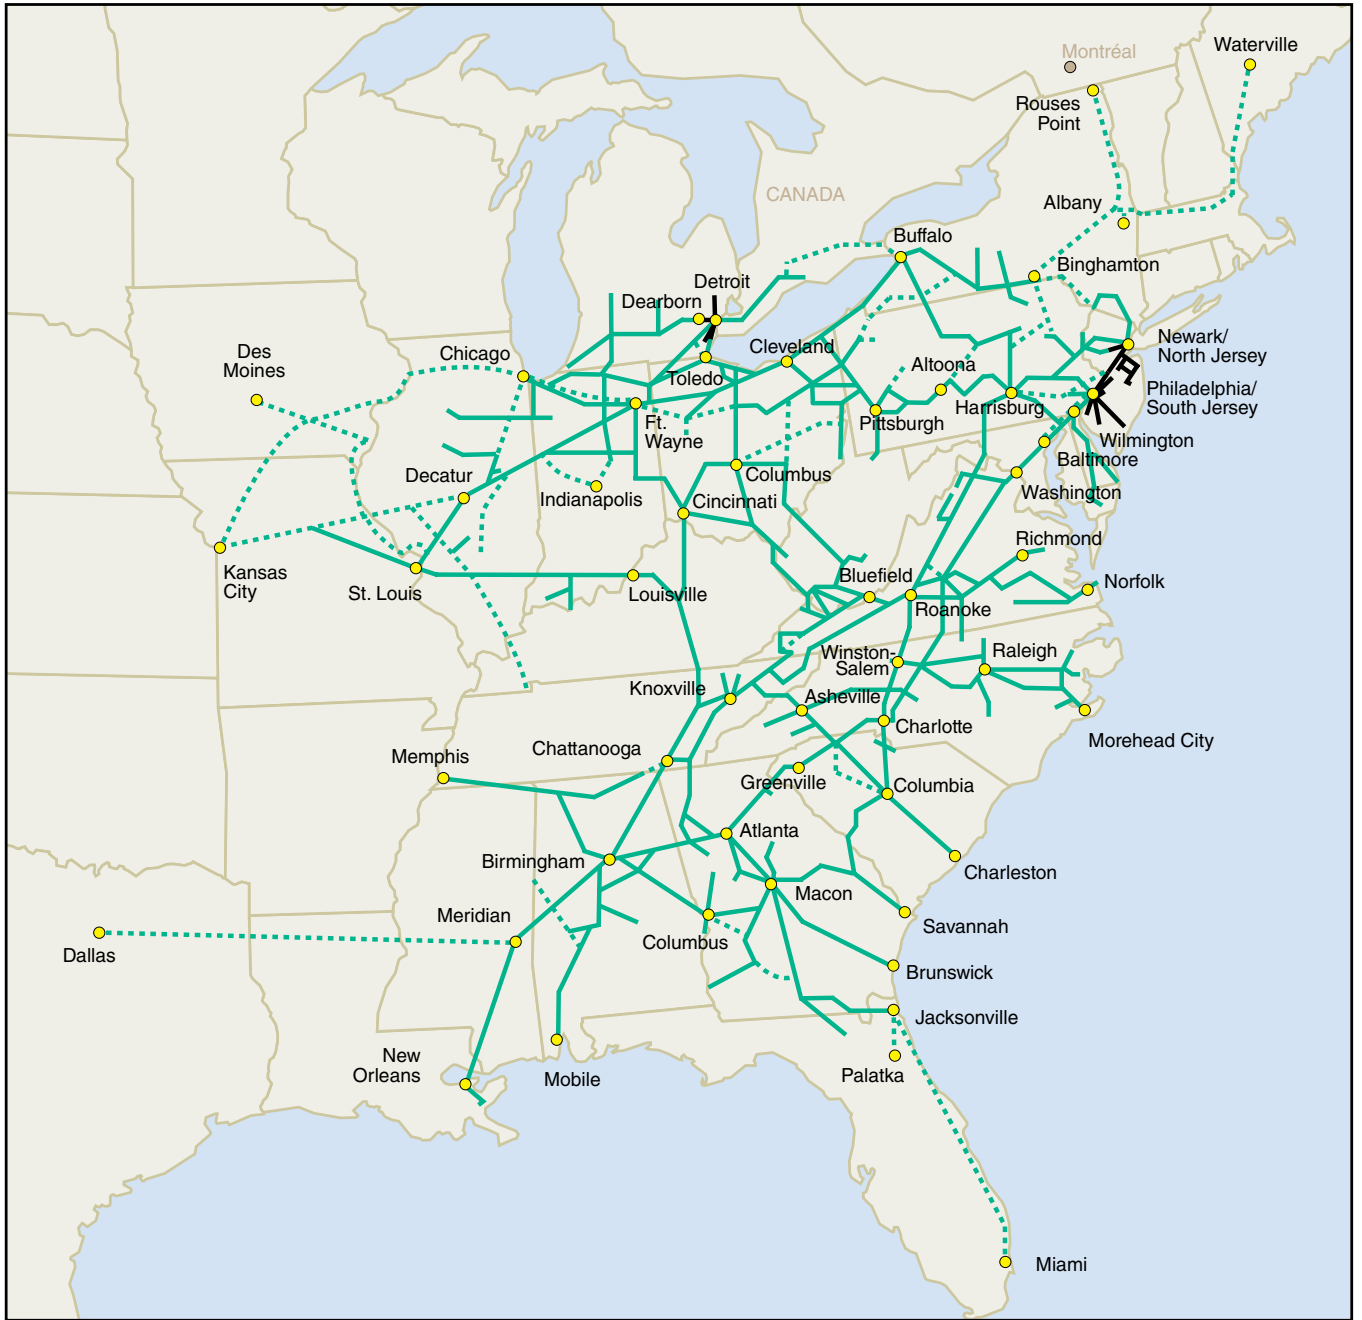 Waterville
Montréal
Rouses
Point
CANADA
Albany
Buffalo
Binghamton
Detroit
Dearborn
Newark/
North Jersey
Cleveland
Des
Moines
Chicago
Toledo
Altoona
Philadelphia/
South Jersey
Harrisburg
Ft.
Wayne
Pittsburgh
Wilmington
Baltimore
Decatur
Columbus
Indianapolis
Cincinnati
Washington
Richmond
Kansas
City
St. Louis
Louisville
Bluefield
Norfolk
Roanoke
Winston-
Salem
Raleigh
Knoxville
Asheville
Charlotte
Morehead City
Chattanooga
Memphis
Greenville
Columbia
Atlanta
Birmingham
Charleston
Macon
Meridian
Savannah
Columbus
Dallas
Brunswick
Jacksonville
New
Orleans
Mobile
Palatka
Miami